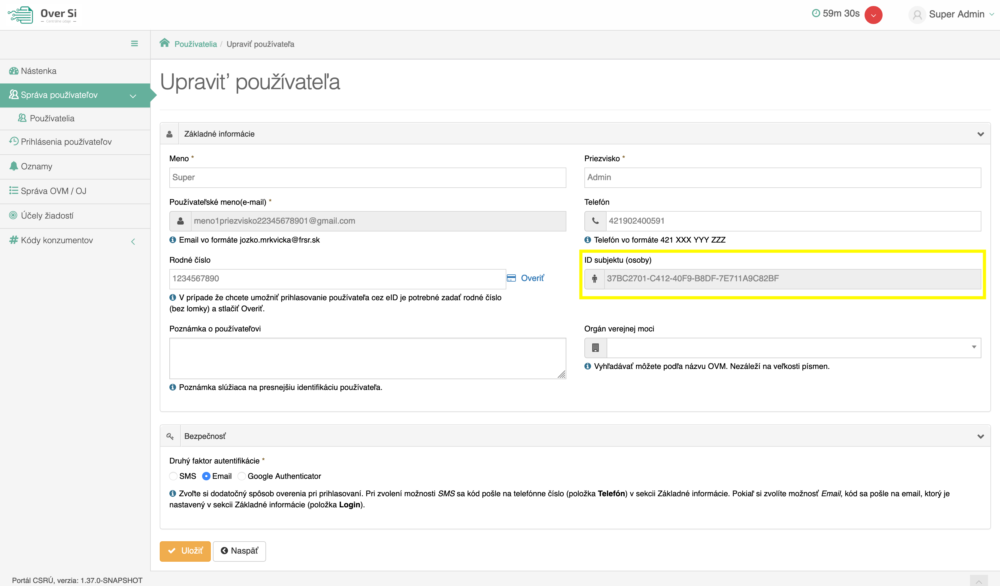 Over Si
Centrálne údaje
59m 30s
Super Admin
Používatelia / Upraviť používateľa
Nástenka
Správa používateľov
Používatelia
Prihlásenia používateľov
Oznamy
Správa OVM / OJ
Účely žiadostí
Kódy konzumentov
Upraviť používateľa
Základné informácie
Meno *
Super
Priezvisko *
Admin
Používateľské meno(e-mail) *
meno1priezvisko22345678901@gmail.com
Email vo formáte jozko.mrkvicka@frsr.sk
Telefón
421902400591
Telefón vo formáte 421 XXX YYY ZZZ
Rodné číslo
1234567890
Overiť
V prípade že chcete umožniť prihlasovanie používateľa cez eID je potrebné zadať rodné číslo
(bez lomky) a stlačiť Overiť.
ID subjektu (osoby)
37BC2701-C412-40F9-B8DF-7E711A9C82BF
Poznámka o používateľovi
Poznámka slúžiaca na presnejšiu identifikáciu používateľa.
Orgán verejnej moci
Vyhľadávať môžete podľa názvu OVM. Nezáleží na veľkosti písmen.
Bezpečnosť
Druhý faktor autentifikácie *
SMS Email Google Authenticator
Zvoľte si dodatočný spôsob overenia pri prihlasovaní. Pri zvolení možnosti SMS sa kód pošle na telefónne číslo (položka Telefón) v sekcii Základné informácie. Pokiaľ si zvolíte možnosť Email, kód sa pošle na email, ktorý je
nastavený v sekcii Základné informácie (položka Login).
Uložiť
Naspäť
Portál CSRÚ, verzia: 1.37.0-SNAPSHOT